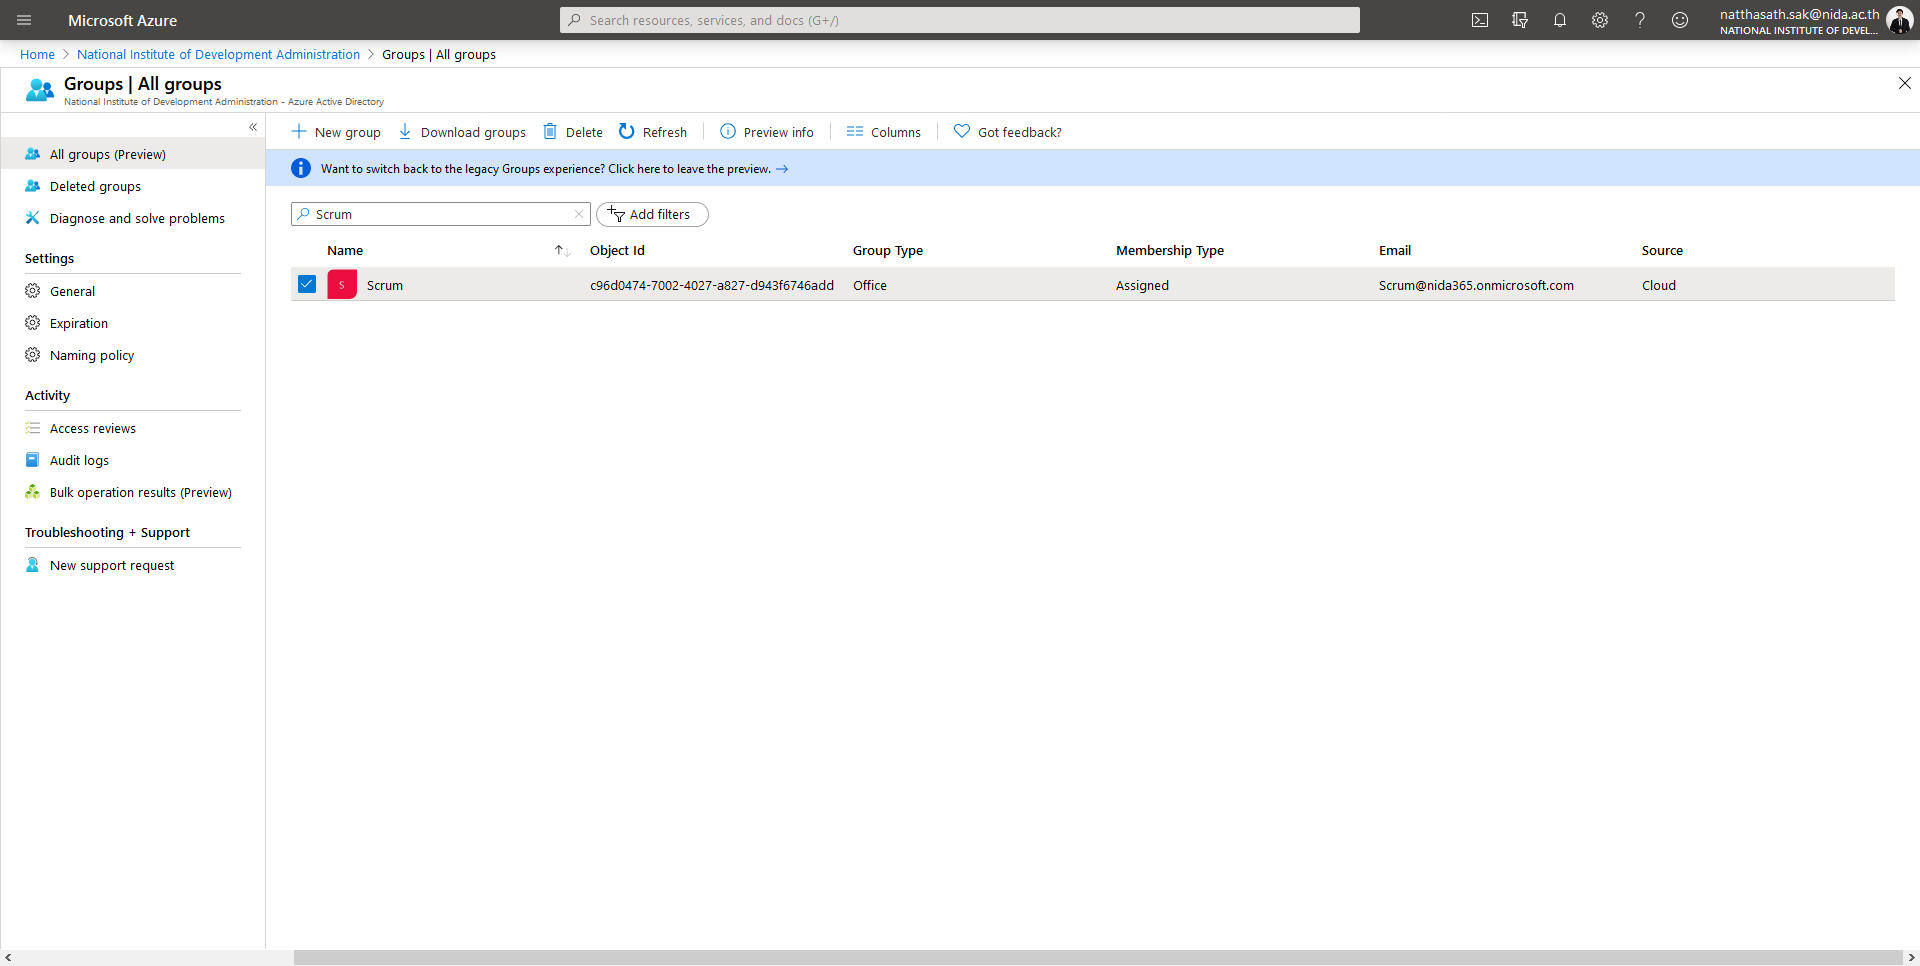 Microsoft Azure
Search resources, services, and docs (G+/)
natthasath.sak@nida.ac.th
NATIONAL INSTITUTE OF DEVEL...
Home > National Institute of Development Administration > Groups | All groups
Groups | All groups
National Institute of Development Administration - Azure Active Directory
All groups (Preview)
Deleted groups
Diagnose and solve problems
Settings
General
Expiration
Naming policy
Activity
Access reviews
Audit logs
Bulk operation results (Preview)
Troubleshooting + Support
New support request
New group Download groups Delete Refresh Preview info Columns Got feedback?
Want to switch back to the legacy Groups experience? Click here to leave the preview. →
Scrum Add filters
Name Object Id Group Type Membership Type Email Source
S Scrum c96d0474-7002-4027-a827-d943f6746add Office Assigned Scrum@nida365.onmicrosoft.com Cloud